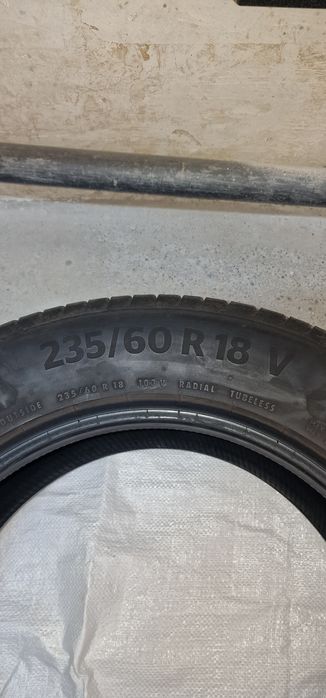 235/60 R 18 V
OUTSIDE 235/60 R 18 103 V RADIAL TUBELESS